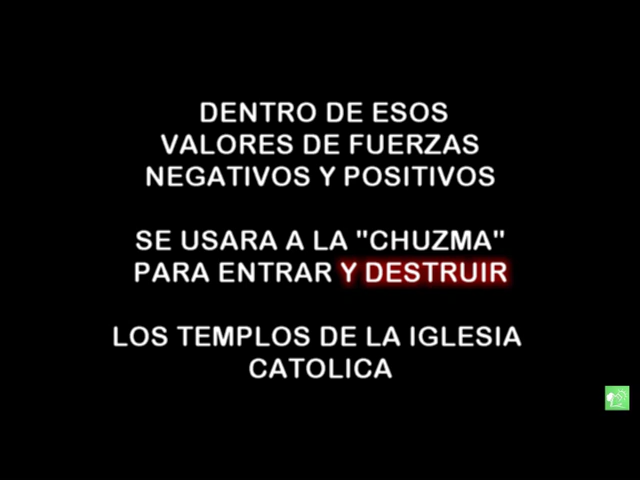 DENTRO DE ESOS
VALORES DE FUERZAS
NEGATIVOS Y POSITIVOS
SE USARA A LA "CHUZMA"
PARA ENTRAR Y DESTRUIR
LOS TEMPLOS DE LA IGLESIA
CATOLICA